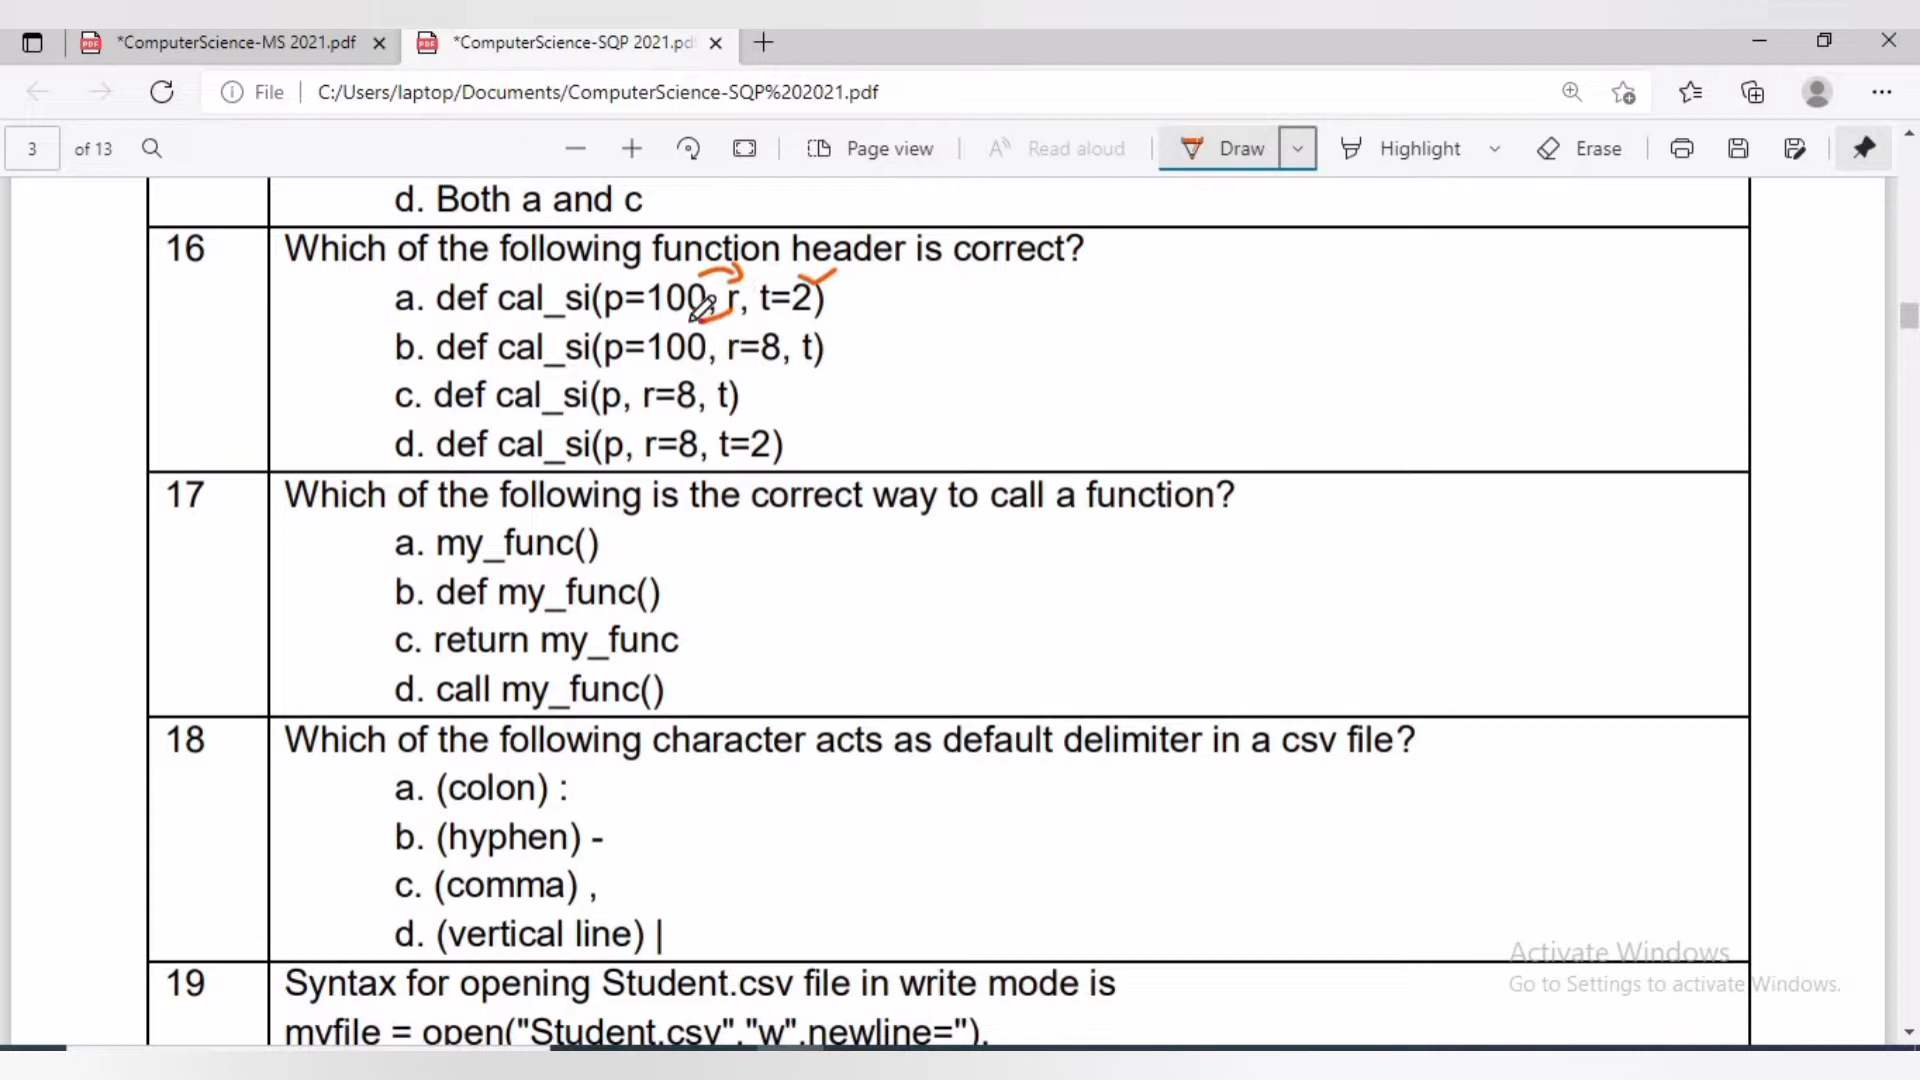 *ComputerScience-MS 2021.pdf
*ComputerScience-SQP 2021.pd
File
C:/Users/laptop/Documents/ComputerScience-SQP%202021.pdf
3 of 13
Page view
Read aloud
Draw
Highlight
Erase
d. Both a and c
16 Which of the following function header is correct?
a. def cal_si(p=100, r, t=2)
b. def cal_si(p=100, r=8, t)
c. def cal_si(p, r=8, t)
d. def cal_si(p, r=8, t=2)
17 Which of the following is the correct way to call a function?
a. my_func()
b. def my_func()
c. return my_func
d. call my_func()
18 Which of the following character acts as default delimiter in a csv file?
a. (colon) :
b. (hyphen) -
c. (comma) ,
d. (vertical line) |
Activate Windows
Go to Settings to activate Windows.
19 Syntax for opening Student.csv file in write mode is
myfile = open("Student.csv","w",newline='').